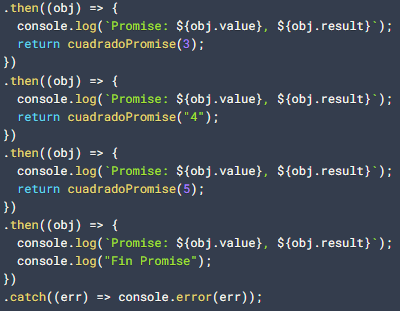 .then((obj) => {
  console.log(`Promise: ${obj.value}, ${obj.result}`);
  return cuadradoPromise(3);
})
.then((obj) => {
  console.log(`Promise: ${obj.value}, ${obj.result}`);
  return cuadradoPromise("4");
})
.then((obj) => {
  console.log(`Promise: ${obj.value}, ${obj.result}`);
  return cuadradoPromise(5);
})
.then((obj) => {
  console.log(`Promise: ${obj.value}, ${obj.result}`);
  console.log("Fin Promise");
})
.catch((err) => console.error(err));